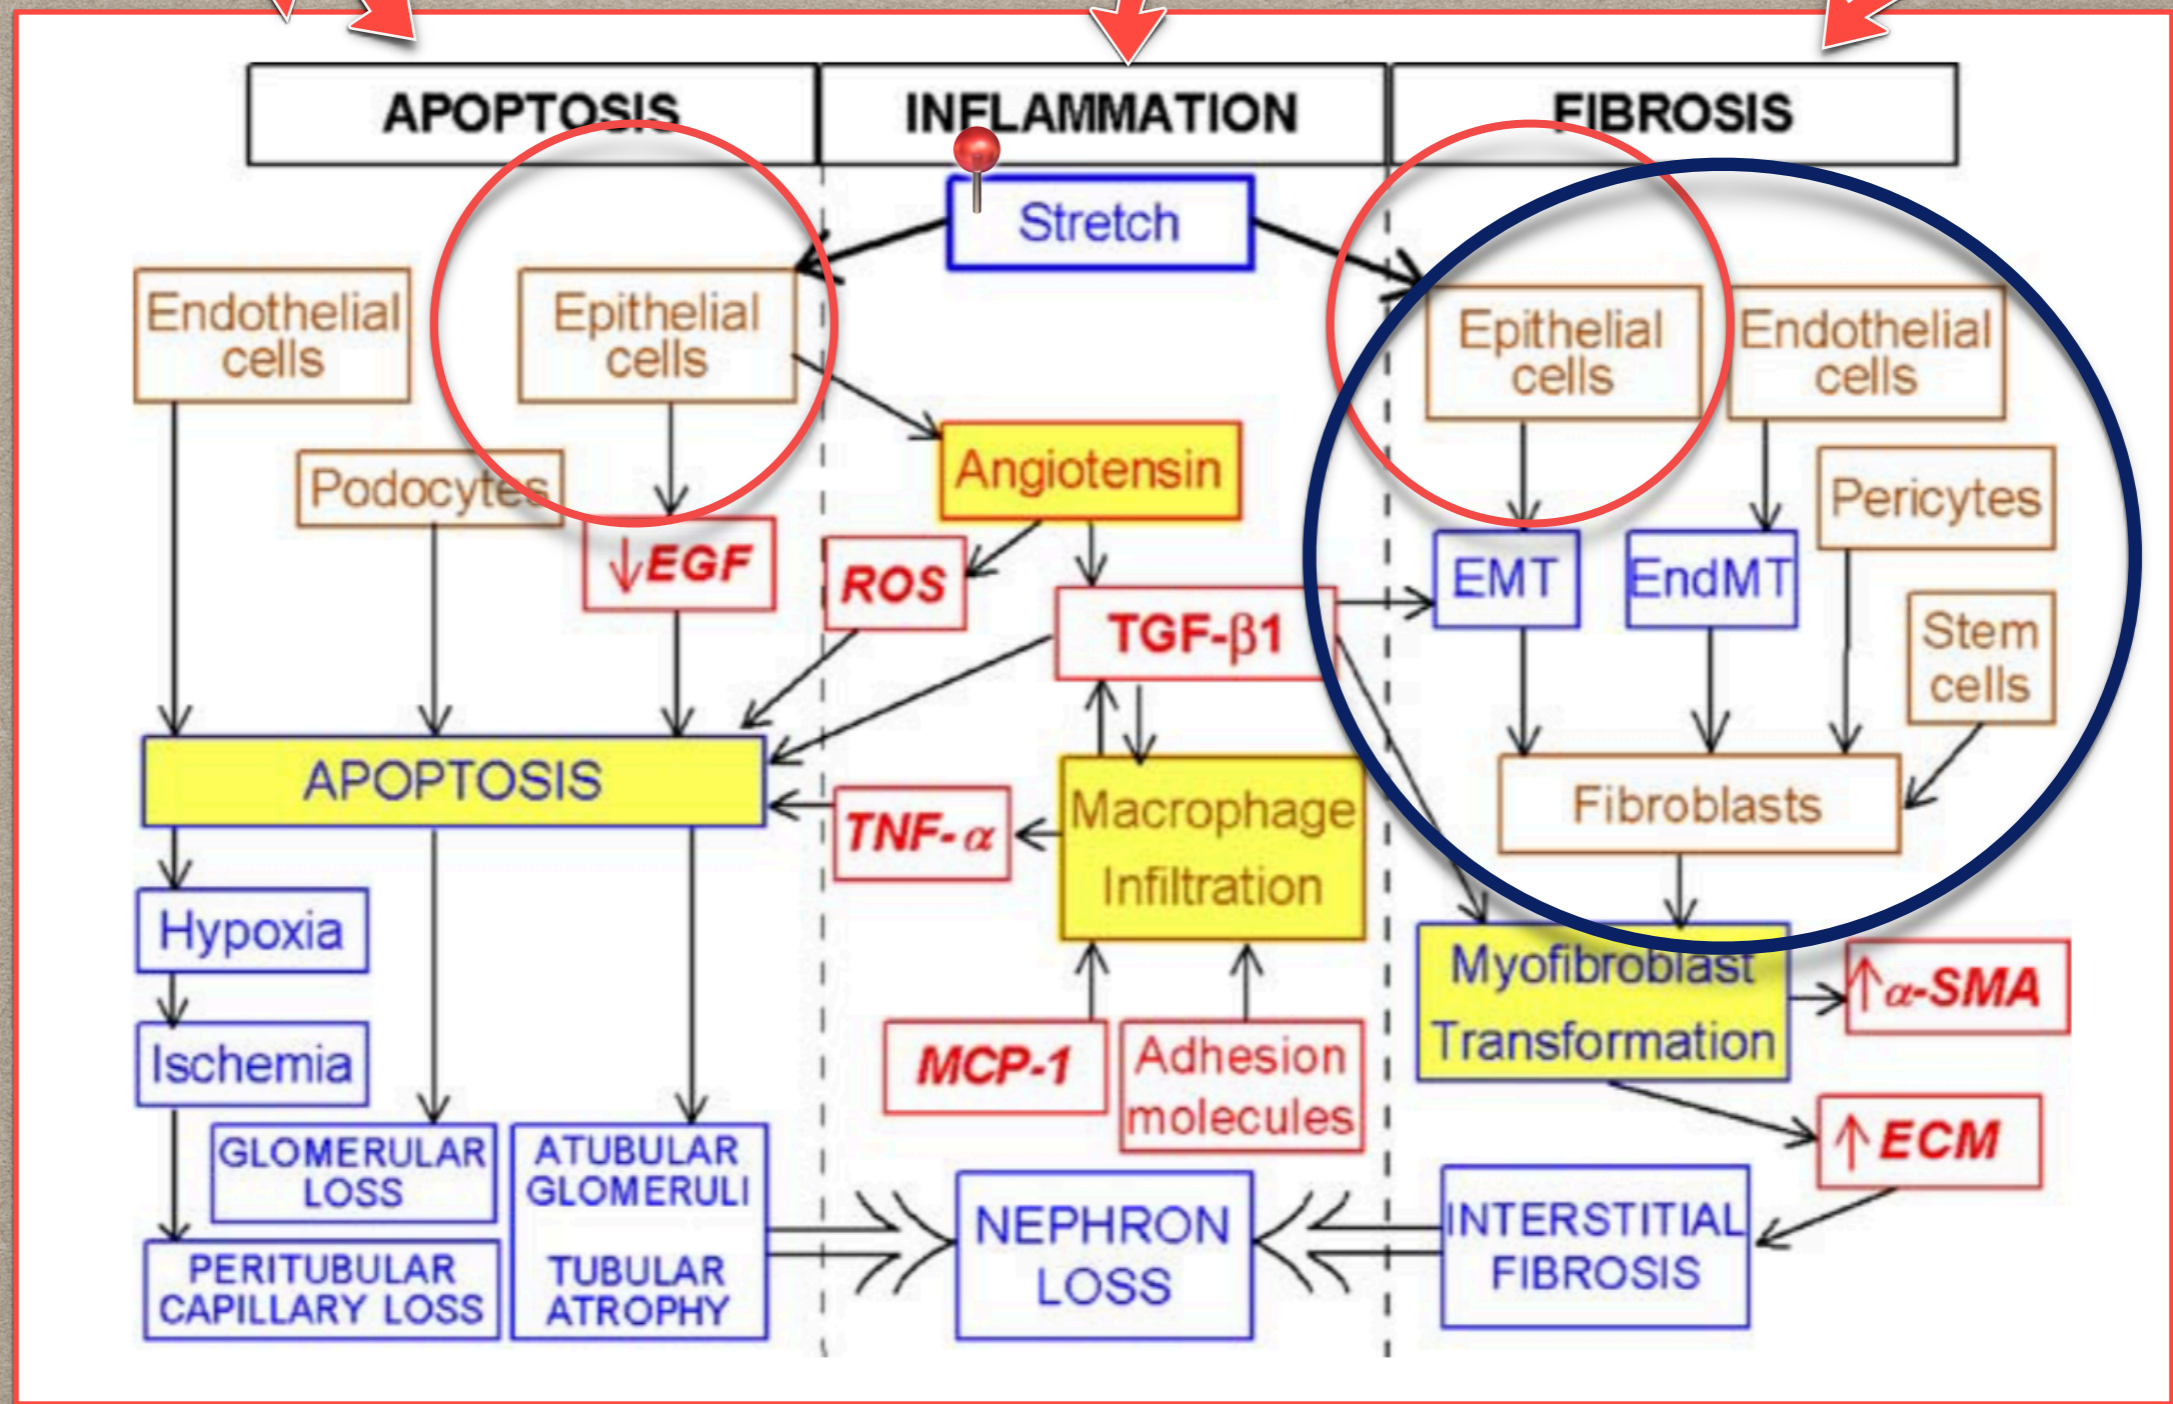 APOPTOSIS
INFLAMMATION
FIBROSIS
Stretch
Endothelial
cells
Epithelial
cells
Epithelial
cells
Endothelial
cells
Podocytes
Angiotensin
Pericytes
↓EGF
ROS
TGF-β1
EMT
EndMT
Stem
cells
APOPTOSIS
TNF-α
Macrophage
Infiltration
Fibroblasts
Hypoxia
Myofibroblast
Transformation
↑α-SMA
Ischemia
MCP-1
Adhesion
molecules
↑ECM
GLOMERULAR
LOSS
ATUBULAR
GLOMERULI
TUBULAR
ATROPHY
PERITUBULAR
CAPILLARY LOSS
NEPHRON
LOSS
INTERSTITIAL
FIBROSIS